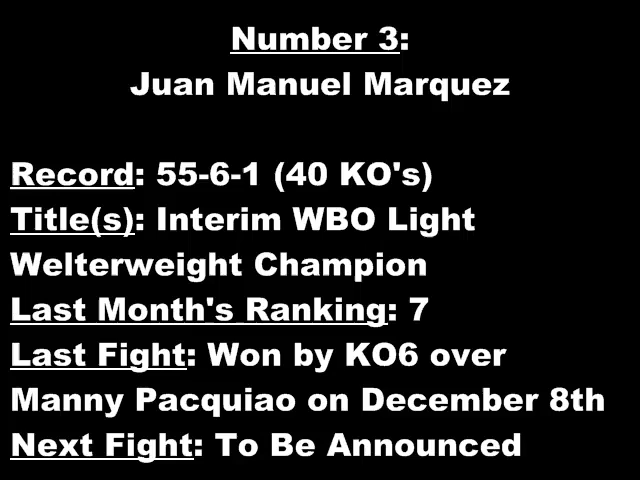 Number 3:
Juan Manuel Marquez
Record: 55-6-1 (40 KO's)
Title(s): Interim WBO Light
Welterweight Champion
Last Month's Ranking: 7
Last Fight: Won by KO6 over
Manny Pacquiao on December 8th
Next Fight: To Be Announced